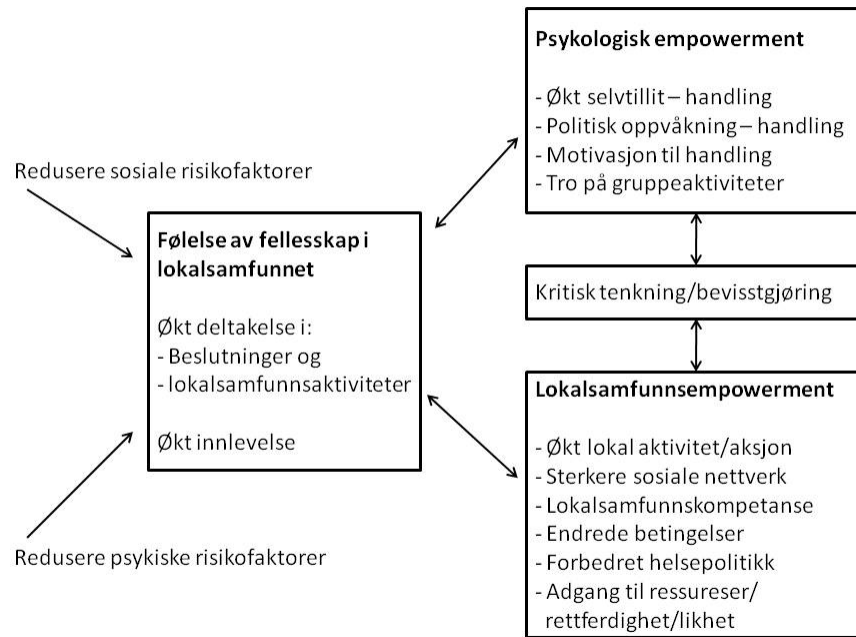 Redusere sosiale risikofaktorer
Følelse av fellesskap i
lokalsamfunnet
Økt deltakelse i:
- Beslutninger og
- lokalsamfunnsaktiviteter
Økt innlevelse
Redusere psykiske risikofaktorer
Psykologisk empowerment
- Økt selvtillit – handling
- Politisk oppvåkning – handling
- Motivasjon til handling
- Tro på gruppeaktiviteter
Kritisk tenkning/bevisstgjøring
Lokalsamfunnsempowerment
- Økt lokal aktivitet/aksjon
- Sterkere sosiale nettverk
- Lokalsamfunnskompetanse
- Endrede betingelser
- Forbedret helsepolitikk
- Adgang til ressureser/
rettferdighet/likhet